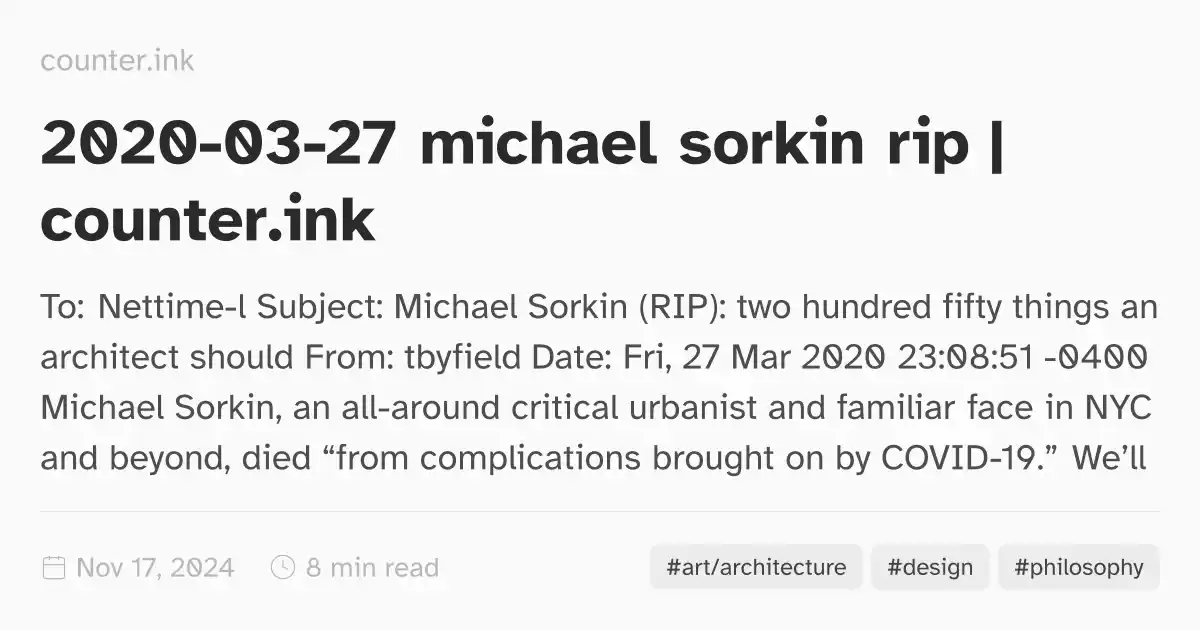 counter.ink
2020-03-27 michael sorkin rip |
counter.ink
To: Nettime-l Subject: Michael Sorkin (RIP): two hundred fifty things an
architect should From: tbyfield Date: Fri, 27 Mar 2020 23:08:51 -0400
Michael Sorkin, an all-around critical urbanist and familiar face in NYC
and beyond, died “from complications brought on by COVID-19.” We’ll
Nov 17, 2024 8 min read #art/architecture #design #philosophy